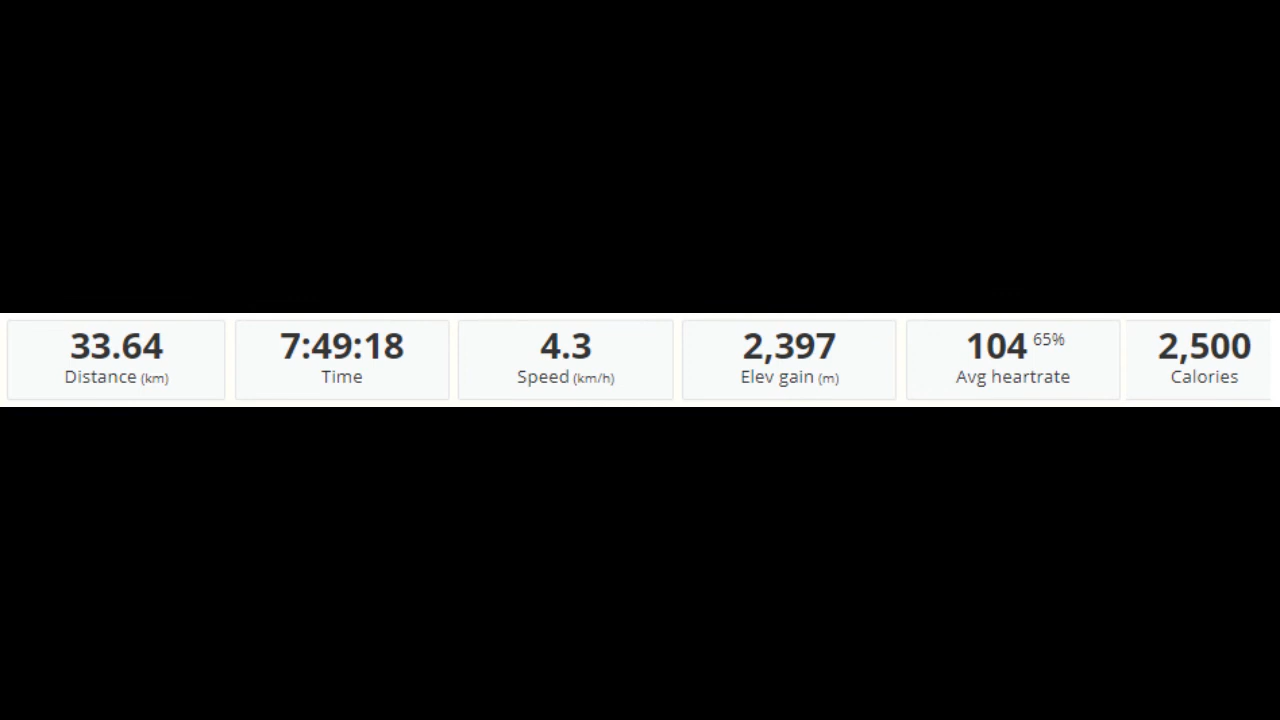 33.64 7:49:18 4.3 2,397 104 65% 2,500
Distance (km) Time Speed (km/h) Elev gain (m) Avg heartrate Calories